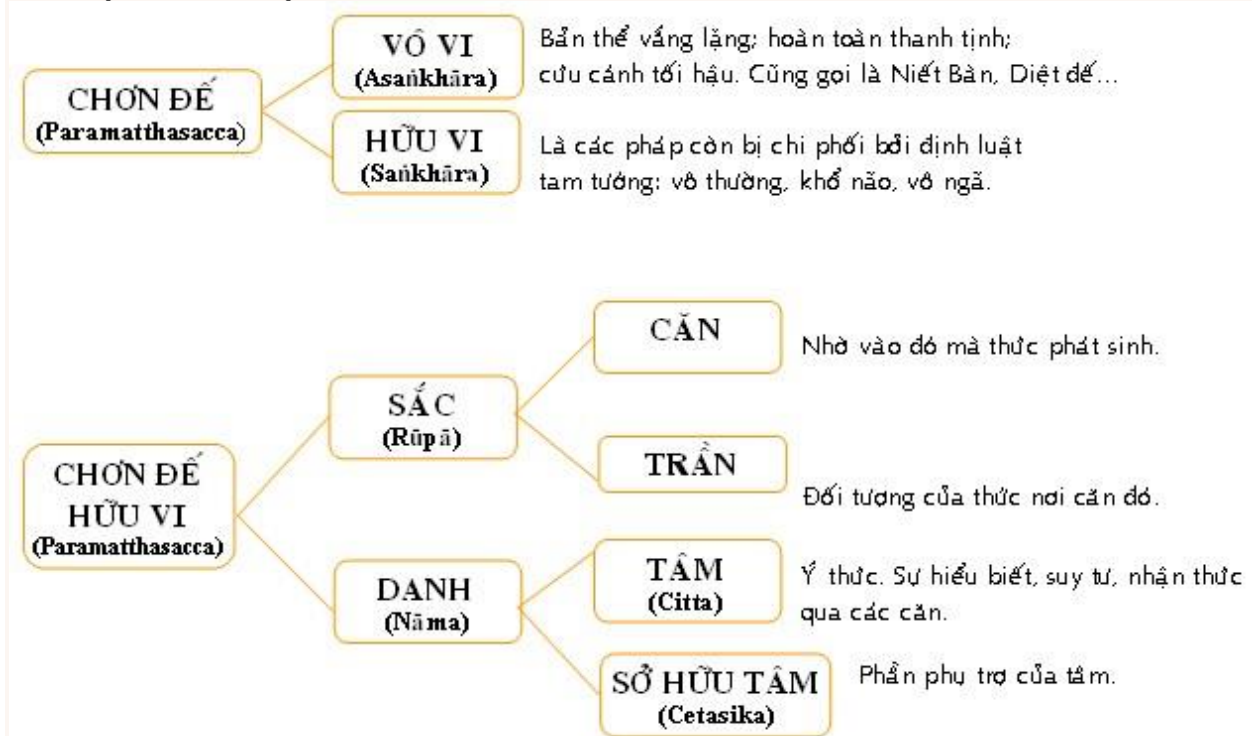 CHƠN ĐẾ
(Paramatthasacca)
VÔ VI
(Asaṅkhāra)
Bản thể vắng lặng; hoàn toàn thanh tịnh;
cưu cánh tối hậu. Cũng gọi là Niết Bàn, Diệt đế...
HỮU VI
(Saṅkhāra)
Là các pháp còn bị chi phối bởi định luật
tam tướng: vô thường, khổ não, vô ngã.
CHƠN ĐẾ
HỮU VI
(Paramatthasacca)
SẮC
(Rūpā)
CĂN
Nhờ vào đó mà thức phát sinh.
TRẦN
Đối tượng của thức nơi căn đó.
DANH
(Nāma)
TÂM
(Citta)
Ý thức. Sự hiểu biết, suy tư, nhận thức
qua các căn.
SỞ HỮU TÂM
(Cetasika)
Phần phụ trợ của tâm.